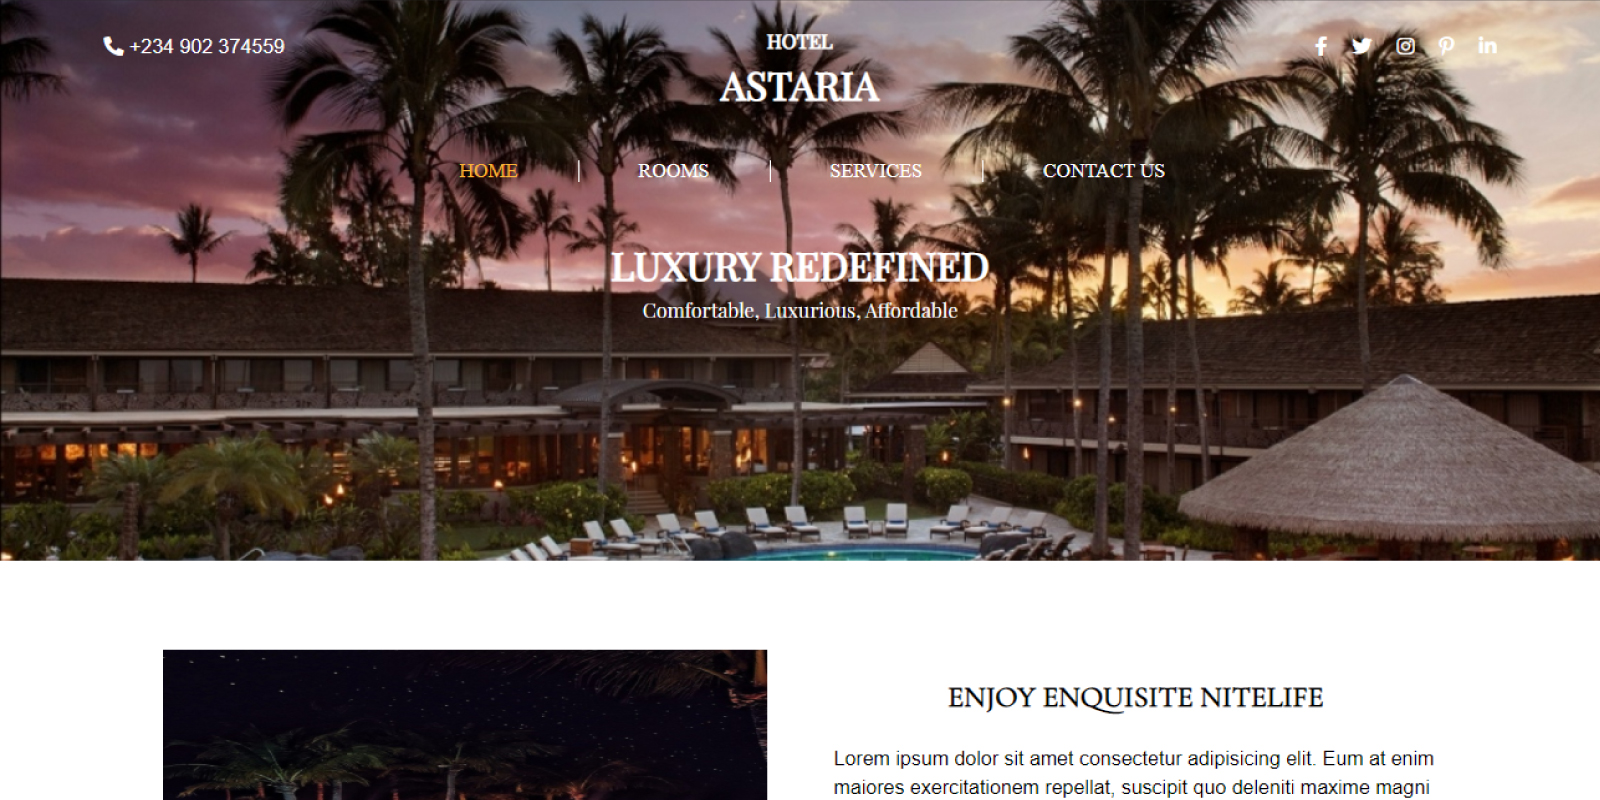 +234 902 374559
HOTEL
ASTARIA
HOME
ROOMS
SERVICES
CONTACT US
LUXURY REDEFINED
Comfortable, Luxurious, Affordable
ENJOY ENQUISITE NITELIFE
Lorem ipsum dolor sit amet consectetur adipisicing elit. Eum at enim
maiores exercitationem repellat, suscipit quo deleniti maxime magni